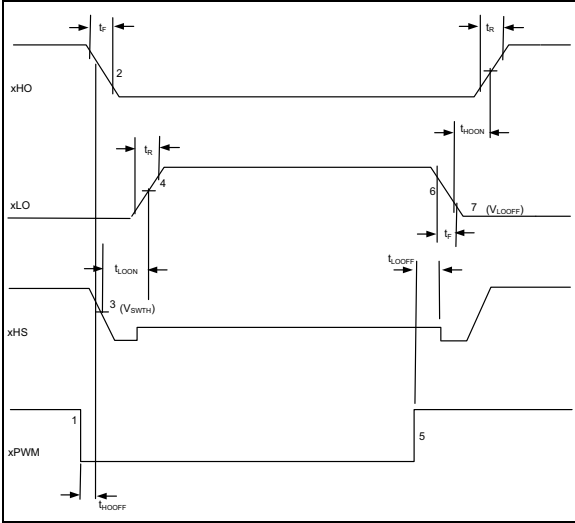 tF
tR
2
xHO
tHOON
tR
4
6
xLO
7 (VLOOFF)
tF
tLOOFF
tLOON
3 (VSWTH)
xHS
1
5
xPWM
tHOOFF